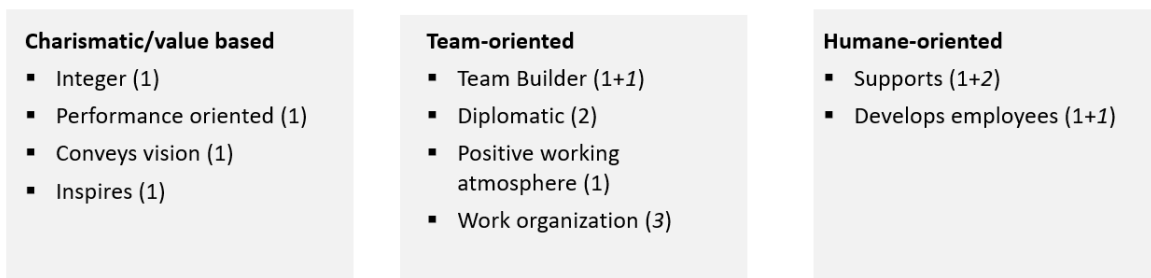 Charismatic/value based
▪ Integer (1)
▪ Performance oriented (1)
▪ Conveys vision (1)
▪ Inspires (1)
Team-oriented
▪ Team Builder (1+1)
▪ Diplomatic (2)
▪ Positive working
atmosphere (1)
▪ Work organization (3)
Humane-oriented
▪ Supports (1+2)
▪ Develops employees (1+1)